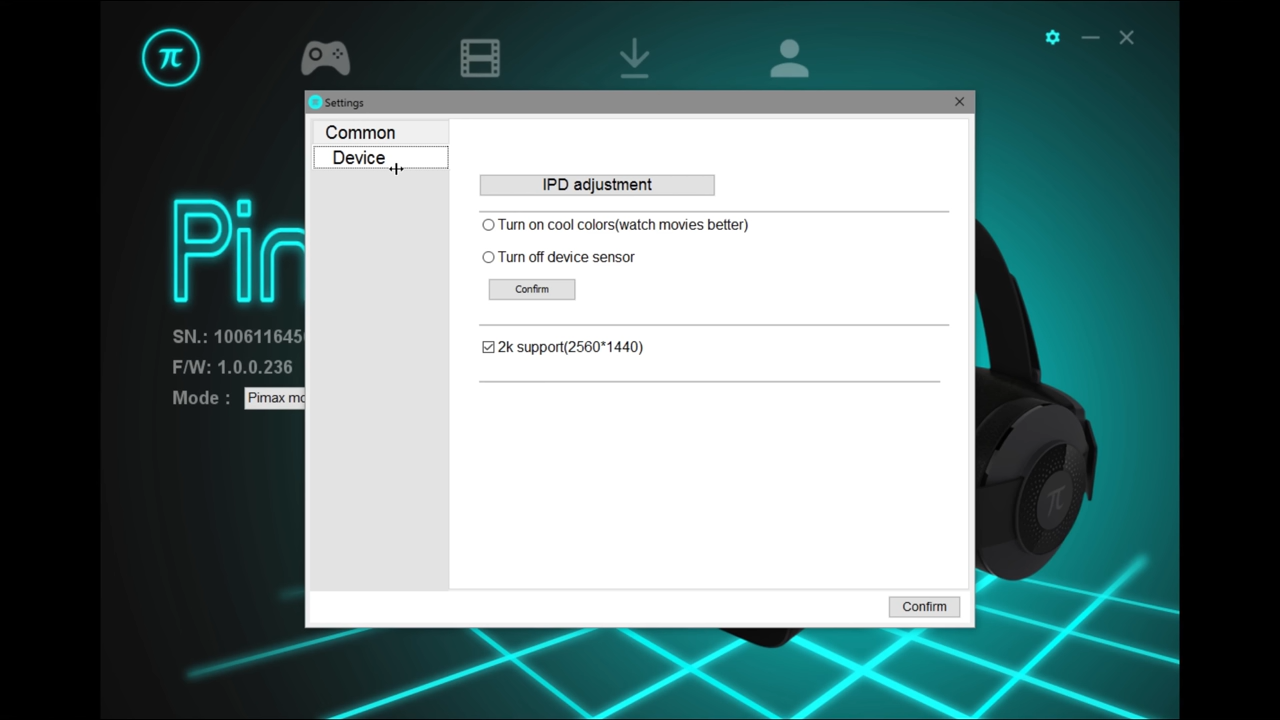 π
Settings
Common
Device
IPD adjustment
Turn on cool colors(watch movies better)
Turn off device sensor
Confirm
2k support(2560*1440)
Confirm
SN.:
F/W: 1.0.0.236
Mode :
Pimax
π